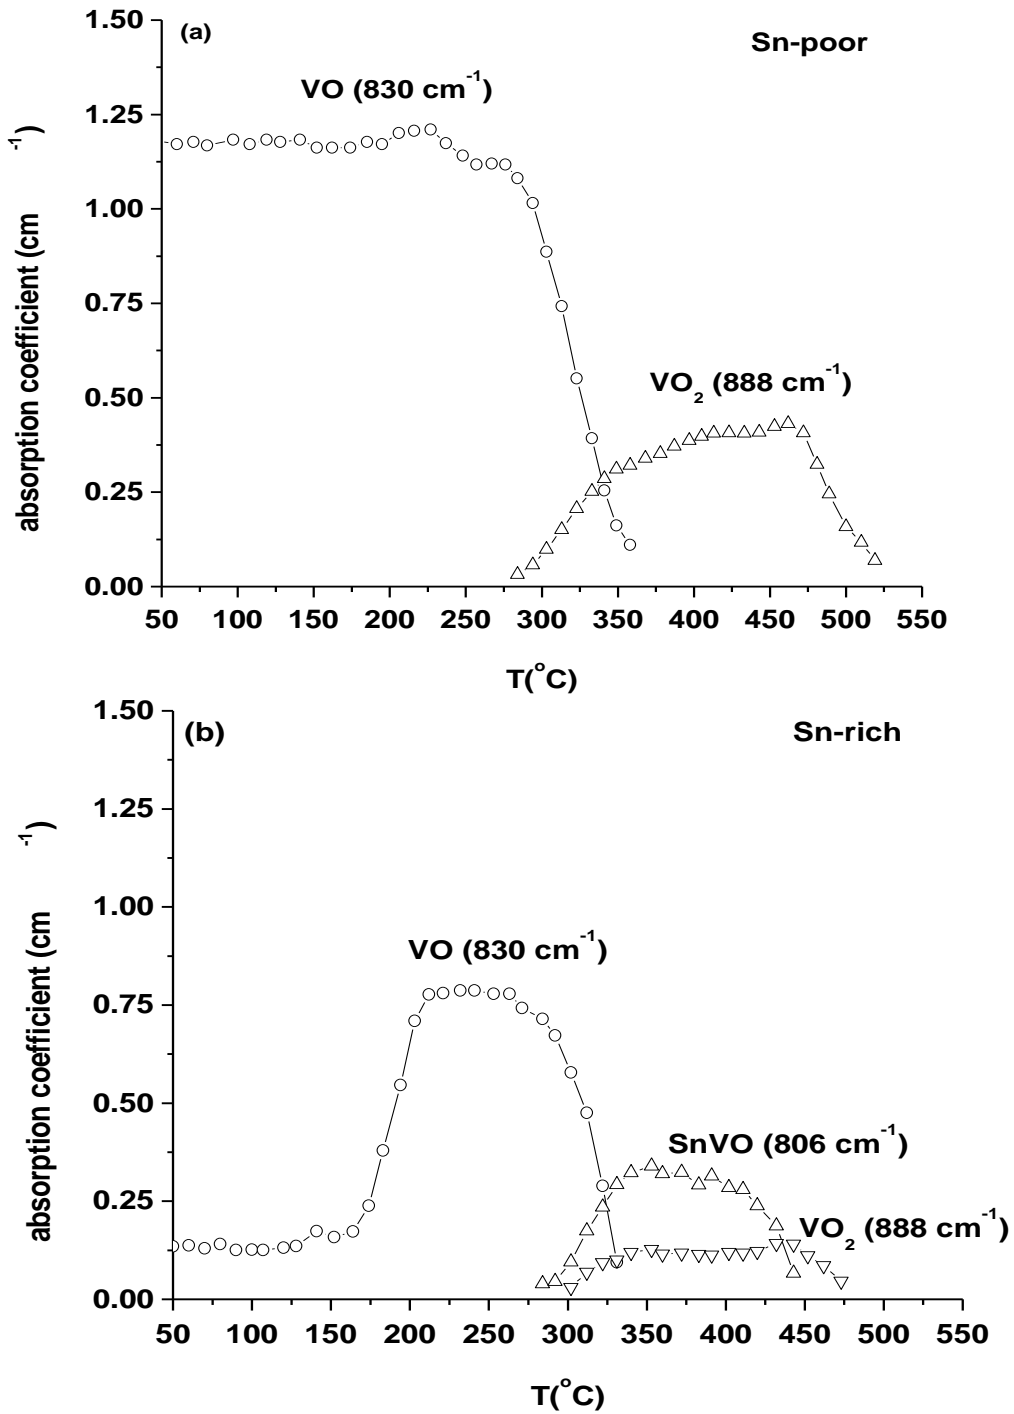 (a)
Sn-poor
VO (830 cm⁻¹)
VO₂ (888 cm⁻¹)
absorption coefficient (cm ⁻¹)
1.50
1.25
1.00
0.75
0.50
0.25
0.00
50 100 150 200 250 300 350 400 450 500 550
T(°C)
(b)
Sn-rich
VO (830 cm⁻¹)
SnVO (806 cm⁻¹)
VO₂ (888 cm⁻¹)
absorption coefficient (cm ⁻¹)
1.50
1.25
1.00
0.75
0.50
0.25
0.00
50 100 150 200 250 300 350 400 450 500 550
T(°C)